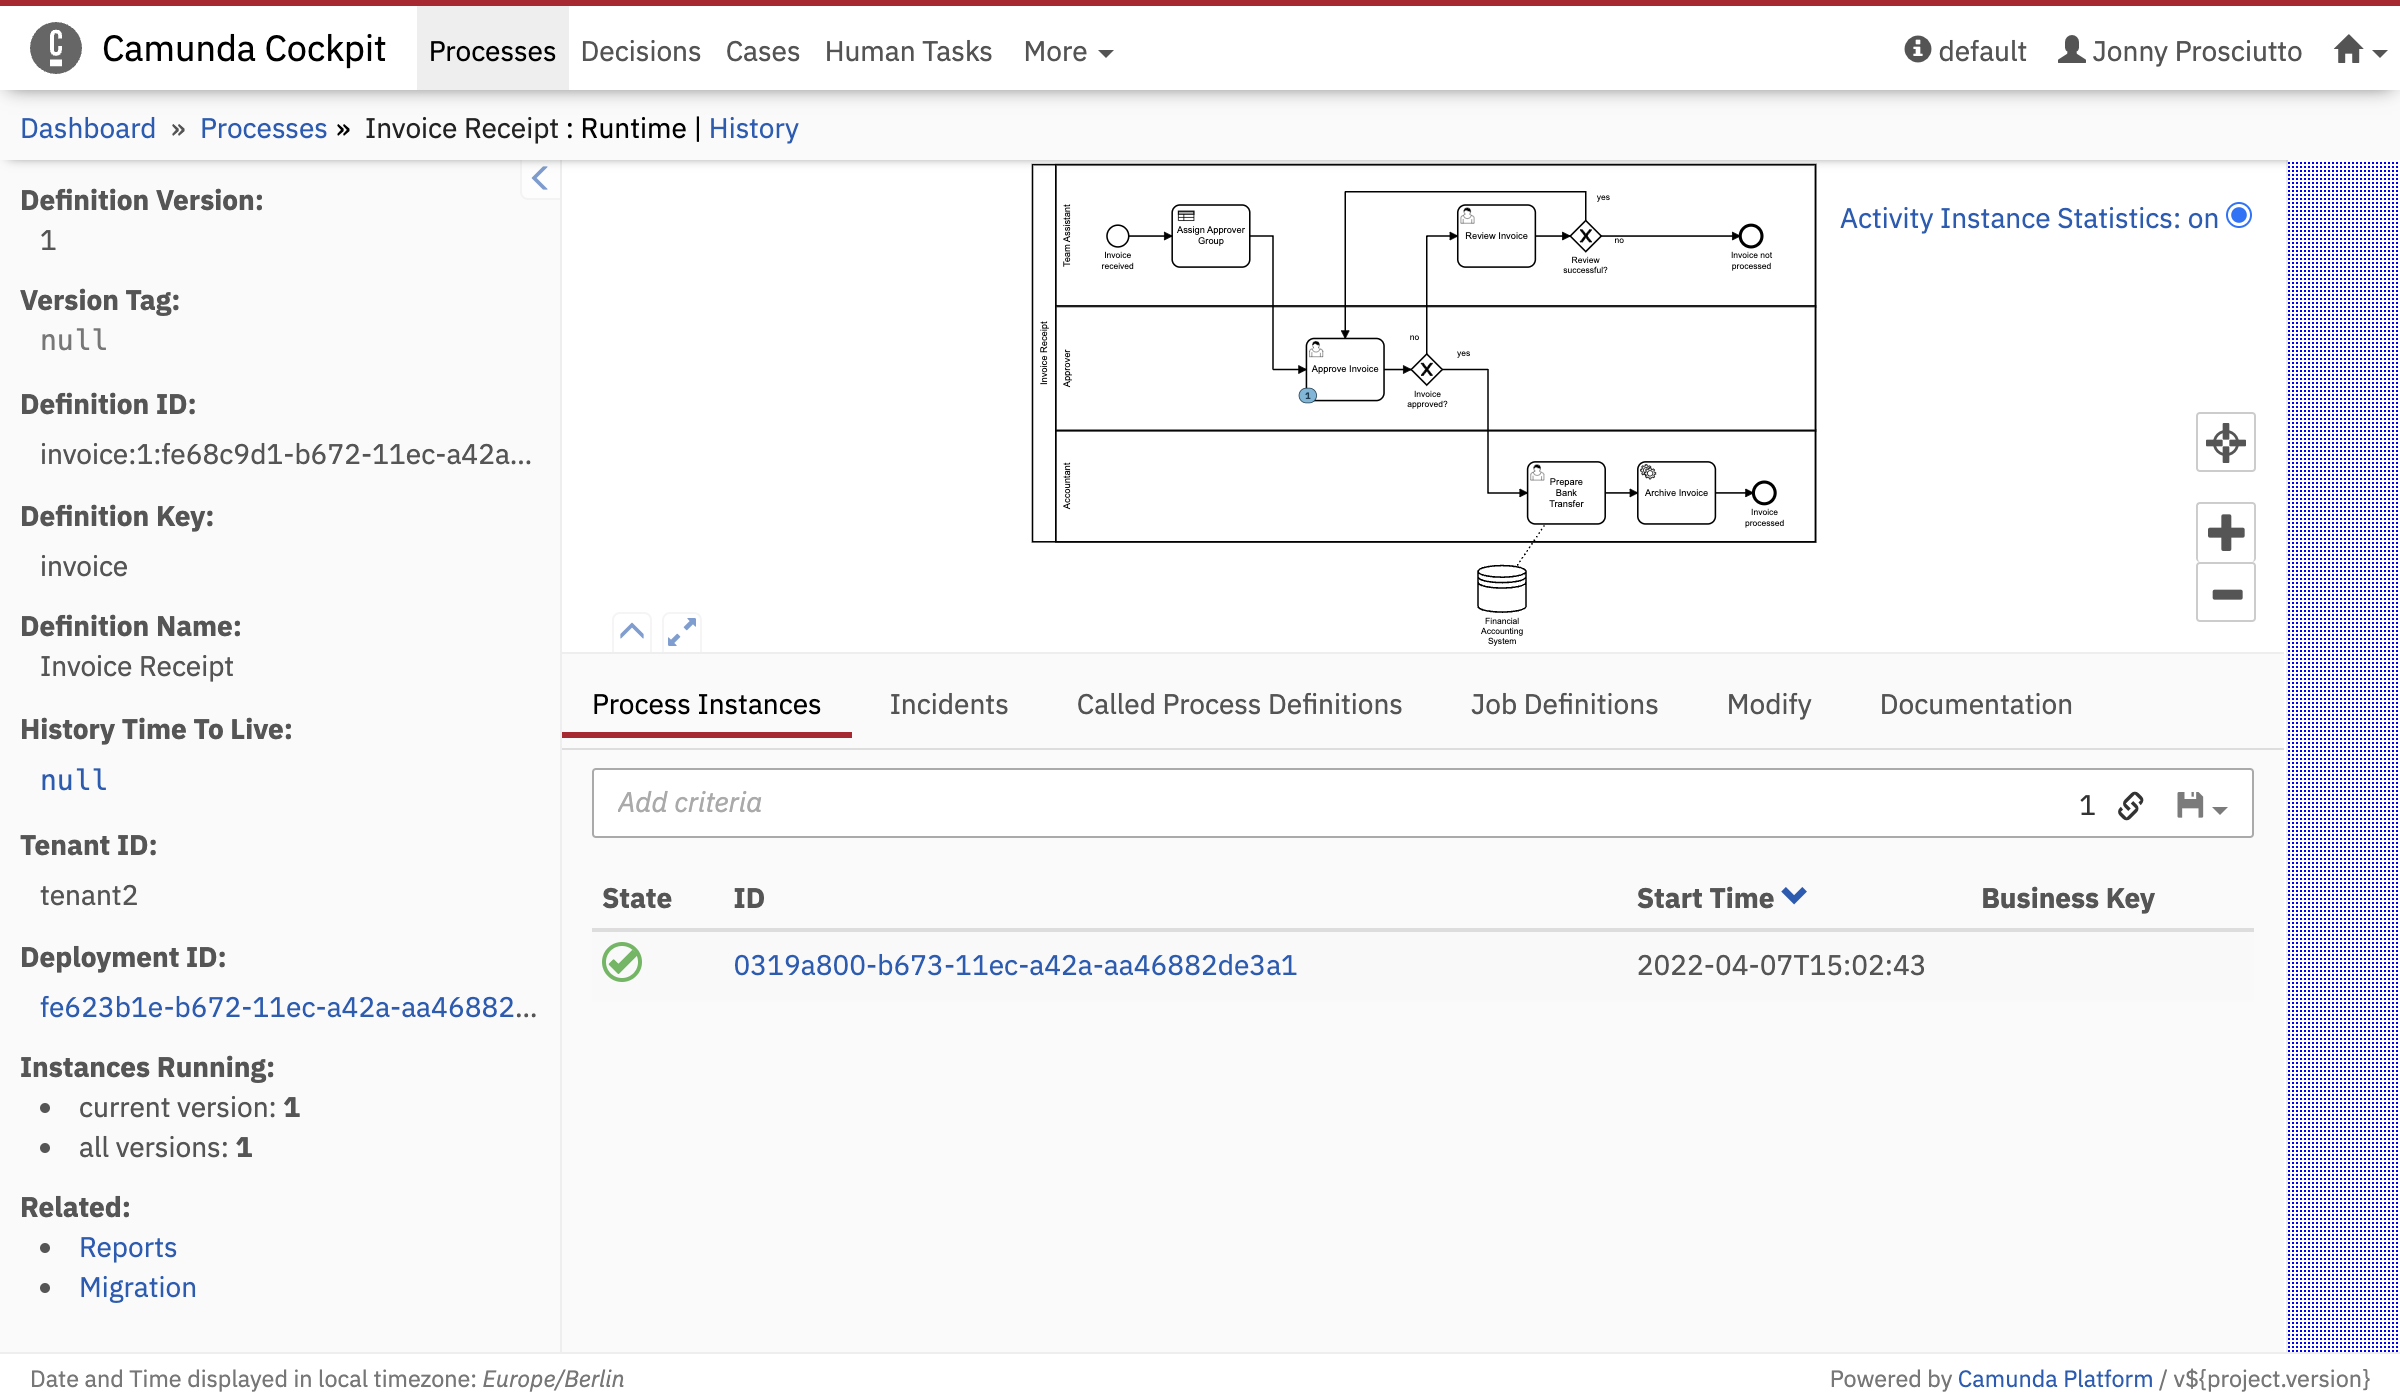 Camunda Cockpit
Processes Decisions Cases Human Tasks More
default Jonny Prosciutto
Dashboard » Processes » Invoice Receipt : Runtime | History
Definition Version:
1
Version Tag:
null
Definition ID:
invoice:1:fe68c9d1-b672-11ec-a42a...
Definition Key:
invoice
Definition Name:
Invoice Receipt
History Time To Live:
null
Tenant ID:
tenant2
Deployment ID:
fe623b1e-b672-11ec-a42a-aa46882...
Instances Running:
current version: 1
all versions: 1
Related:
Reports
Migration
Invoice Receipt
Team Assistant
Invoice
received
Assign Approver
Group
Review Invoice
yes
no
Review
successful?
Invoice not
processed
Approver
Approve Invoice
1
no
yes
Invoice
approved?
Accountant
Prepare
Bank
Transfer
Archive Invoice
Invoice
processed
Financial
Accounting
System
Activity Instance Statistics: on
Process Instances Incidents Called Process Definitions Job Definitions Modify Documentation
Add criteria 1
State ID Start Time Business Key
0319a800-b673-11ec-a42a-aa46882de3a1 2022-04-07T15:02:43
Date and Time displayed in local timezone: Europe/Berlin
Powered by Camunda Platform / v${project.version}